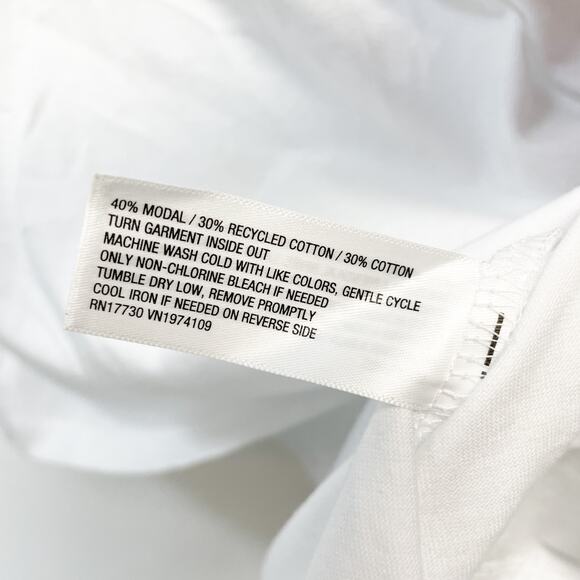 40% MODAL / 30% RECYCLED COTTON / 30% COTTON
TURN GARMENT INSIDE OUT
MACHINE WASH COLD WITH LIKE COLORS, GENTLE CYCLE
ONLY NON-CHLORINE BLEACH IF NEEDED
TUMBLE DRY LOW, REMOVE PROMPTLY
COOL IRON IF NEEDED ON REVERSE SIDE
RN17730 VN1974109